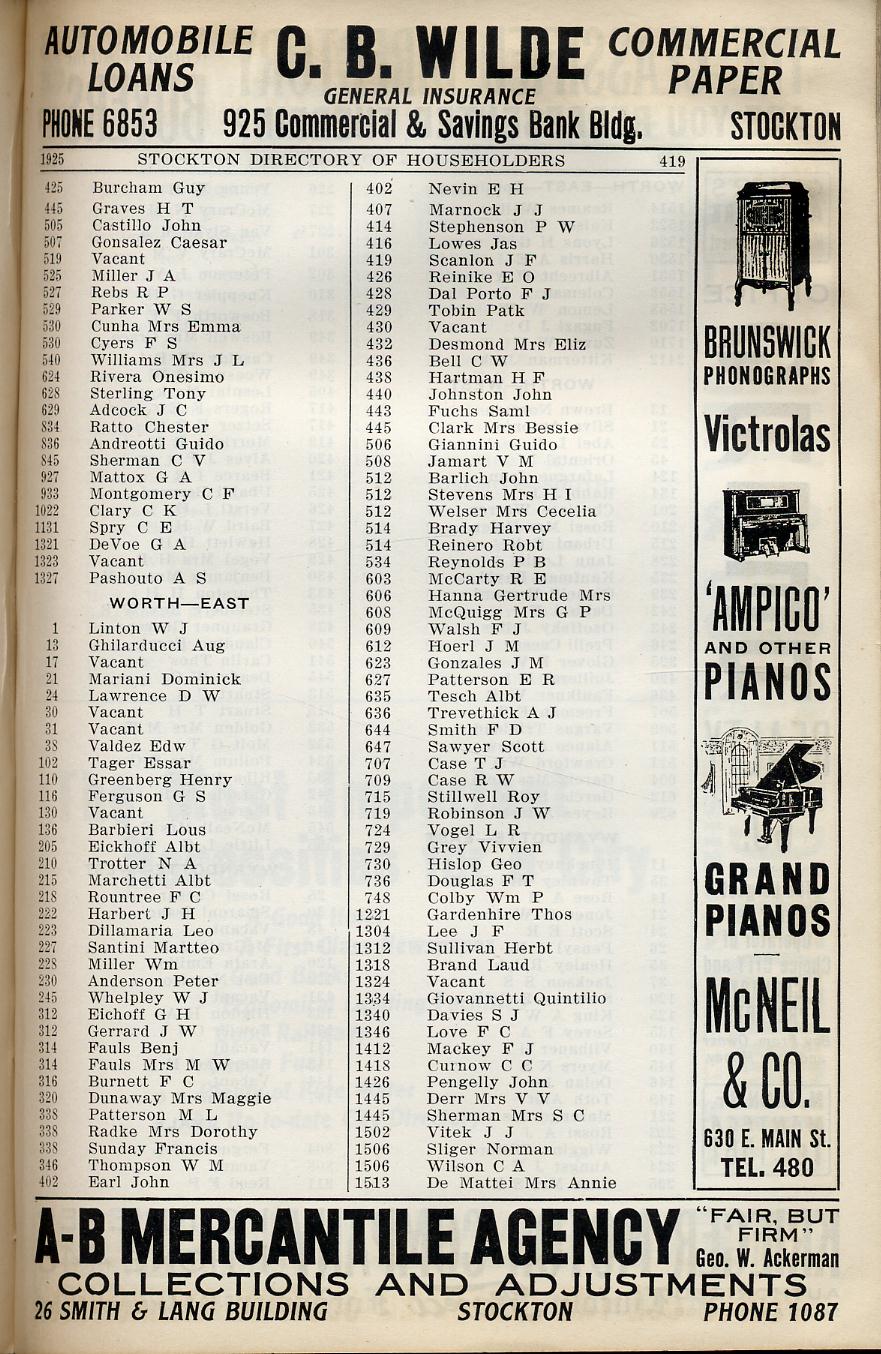 AUTOMOBILE LOANS
C. B. WILDE
COMMERCIAL PAPER
GENERAL INSURANCE
PHONE 6853 925 Commercial & Savings Bank Bldg. STOCKTON
1925 STOCKTON DIRECTORY OF HOUSEHOLDERS 419
425 Burcham Guy
445 Graves H T
505 Castillo John
507 Gonsalez Caesar
519 Vacant
525 Miller J A
527 Rebs R P
529 Parker W S
530 Cunha Mrs Emma
530 Cyers F S
540 Williams Mrs J L
624 Rivera Onesimo
628 Sterling Tony
629 Adcock J C
834 Ratto Chester
836 Andreotti Guido
845 Sherman C V
927 Mattox G A
933 Montgomery C F
1022 Clary C K
1131 Spry C E
1321 DeVoe G A
1323 Vacant
1327 Pashouto A S
WORTH—EAST
1 Linton W J
13 Ghilarducci Aug
17 Vacant
21 Mariani Dominick
24 Lawrence D W
30 Vacant
31 Vacant
38 Valdez Edw
102 Tager Essar
110 Greenberg Henry
116 Ferguson G S
130 Vacant
136 Barbieri Lous
205 Eickhoff Albt
210 Trotter N A
215 Marchetti Albt
218 Rountree F C
222 Harbert J H
223 Dillamaria Leo
227 Santini Martteo
228 Miller Wm
230 Anderson Peter
245 Whelpley W J
312 Eichoff G H
312 Gerrard J W
314 Fauls Benj
314 Fauls Mrs M W
316 Burnett F C
320 Dunaway Mrs Maggie
338 Patterson M L
338 Radke Mrs Dorothy
338 Sunday Francis
346 Thompson W M
402 Earl John
402 Nevin E H
407 Marnock J J
414 Stephenson P W
416 Lowes Jas
419 Scanlon J F
426 Reinike E O
428 Dal Porto F J
429 Tobin Patk
430 Vacant
432 Desmond Mrs Eliz
436 Bell C W
438 Hartman H F
440 Johnston John
443 Fuchs Saml
445 Clark Mrs Bessie
506 Giannini Guido
508 Jamart V M
512 Barlich John
512 Stevens Mrs H I
512 Welser Mrs Cecelia
514 Brady Harvey
514 Reinero Robt
534 Reynolds P B
603 McCarty R E
606 Hanna Gertrude Mrs
608 McQuigg Mrs G P
609 Walsh F J
612 Hoerl J M
623 Gonzales J M
627 Patterson E R
635 Tesch Albt
636 Trevethick A J
644 Smith F D
647 Sawyer Scott
707 Case T J
709 Case R W
715 Stillwell Roy
719 Robinson J W
724 Vogel L R
729 Grey Vivvien
730 Hislop Geo
736 Douglas F T
748 Colby Wm P
1221 Gardenhire Thos
1304 Lee J F
1312 Sullivan Herbt
1318 Brand Laud
1324 Vacant
1334 Giovannetti Quintilio
1340 Davies S J
1346 Love F C
1412 Mackey F J
1418 Curnow C C
1426 Pengelly John
1445 Derr Mrs V V
1445 Sherman Mrs S C
1502 Vitek J J
1506 Sliger Norman
1506 Wilson C A
1513 De Mattei Mrs Annie
BRUNSWICK
PHONOGRAPHS
Victrolas
'AMPICO'
AND OTHER
PIANOS
GRAND
PIANOS
McNEIL
& CO.
630 E. MAIN St.
TEL. 480
A-B MERCANTILE AGENCY
"FAIR, BUT
FIRM"
Geo. W. Ackerman
COLLECTIONS AND ADJUSTMENTS
26 SMITH & LANG BUILDING STOCKTON PHONE 1087